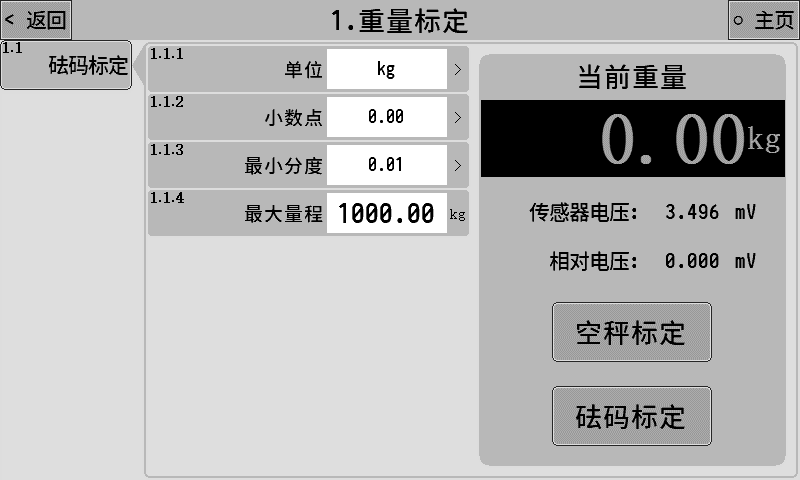 < 返回
1.重量标定
○ 主页
1.1
砝码标定
1.1.1
单位 kg >
1.1.2
小数点 0.00 >
1.1.3
最小分度 0.01 >
1.1.4
最大量程 1000.00 kg
当前重量
0.00kg
传感器电压: 3.496 mV
相对电压: 0.000 mV
空秤标定
砝码标定